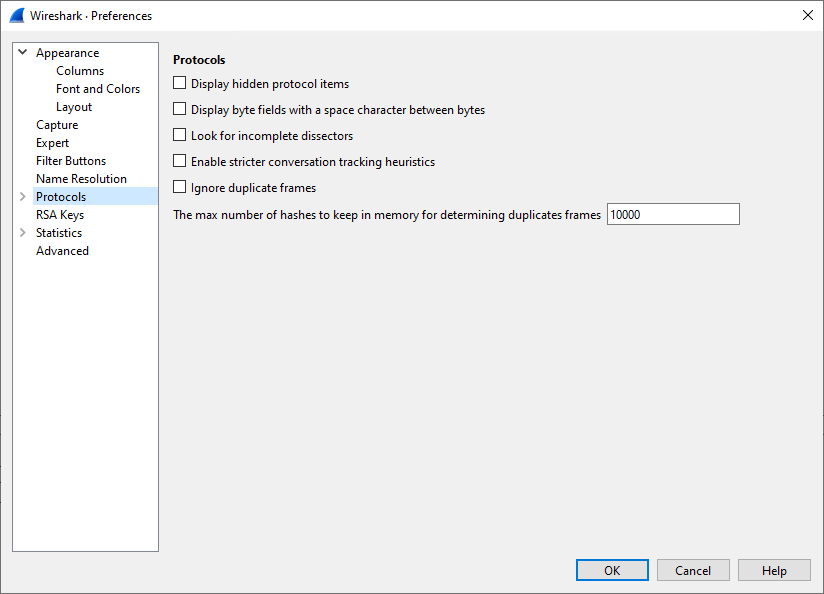 Wireshark · Preferences
Appearance
Columns
Font and Colors
Layout
Capture
Expert
Filter Buttons
Name Resolution
Protocols
RSA Keys
Statistics
Advanced
Protocols
Display hidden protocol items
Display byte fields with a space character between bytes
Look for incomplete dissectors
Enable stricter conversation tracking heuristics
Ignore duplicate frames
The max number of hashes to keep in memory for determining duplicates frames 10000
OK Cancel Help